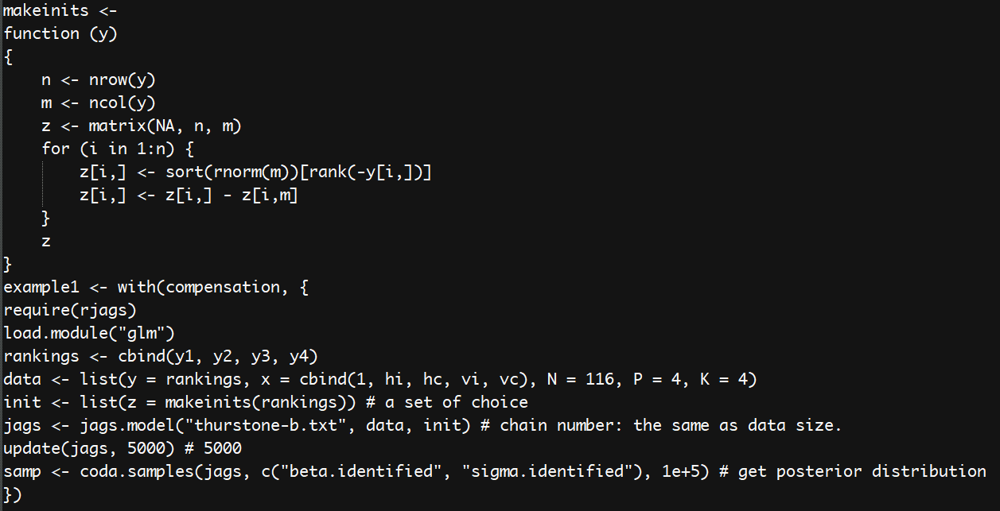 makeinits <-
function (y)
{
    n <- nrow(y)
    m <- ncol(y)
    z <- matrix(NA, n, m)
    for (i in 1:n) {
        z[i,] <- sort(rnorm(m))[rank(-y[i,])]
        z[i,] <- z[i,] - z[i,m]
    }
    z
}
example1 <- with(compensation, {
require(rjags)
load.module("glm")
rankings <- cbind(y1, y2, y3, y4)
data <- list(y = rankings, x = cbind(1, hi, hc, vi, vc), N = 116, P = 4, K = 4)
init <- list(z = makeinits(rankings)) # a set of choice
jags <- jags.model("thurstone-b.txt", data, init) # chain number: the same as data size.
update(jags, 5000) # 5000
samp <- coda.samples(jags, c("beta.identified", "sigma.identified"), 1e+5) # get posterior distribution
})